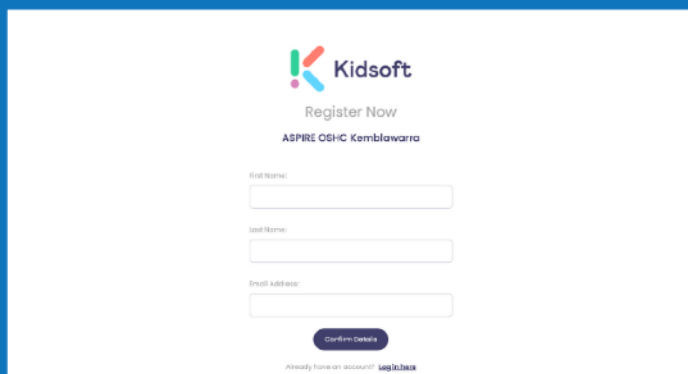 Kidsoft
Register Now
ASPIRE OSHC Kemblawarra
First Name:
Last Name:
Email Address:
Confirm Details
Already have an account? Log in here